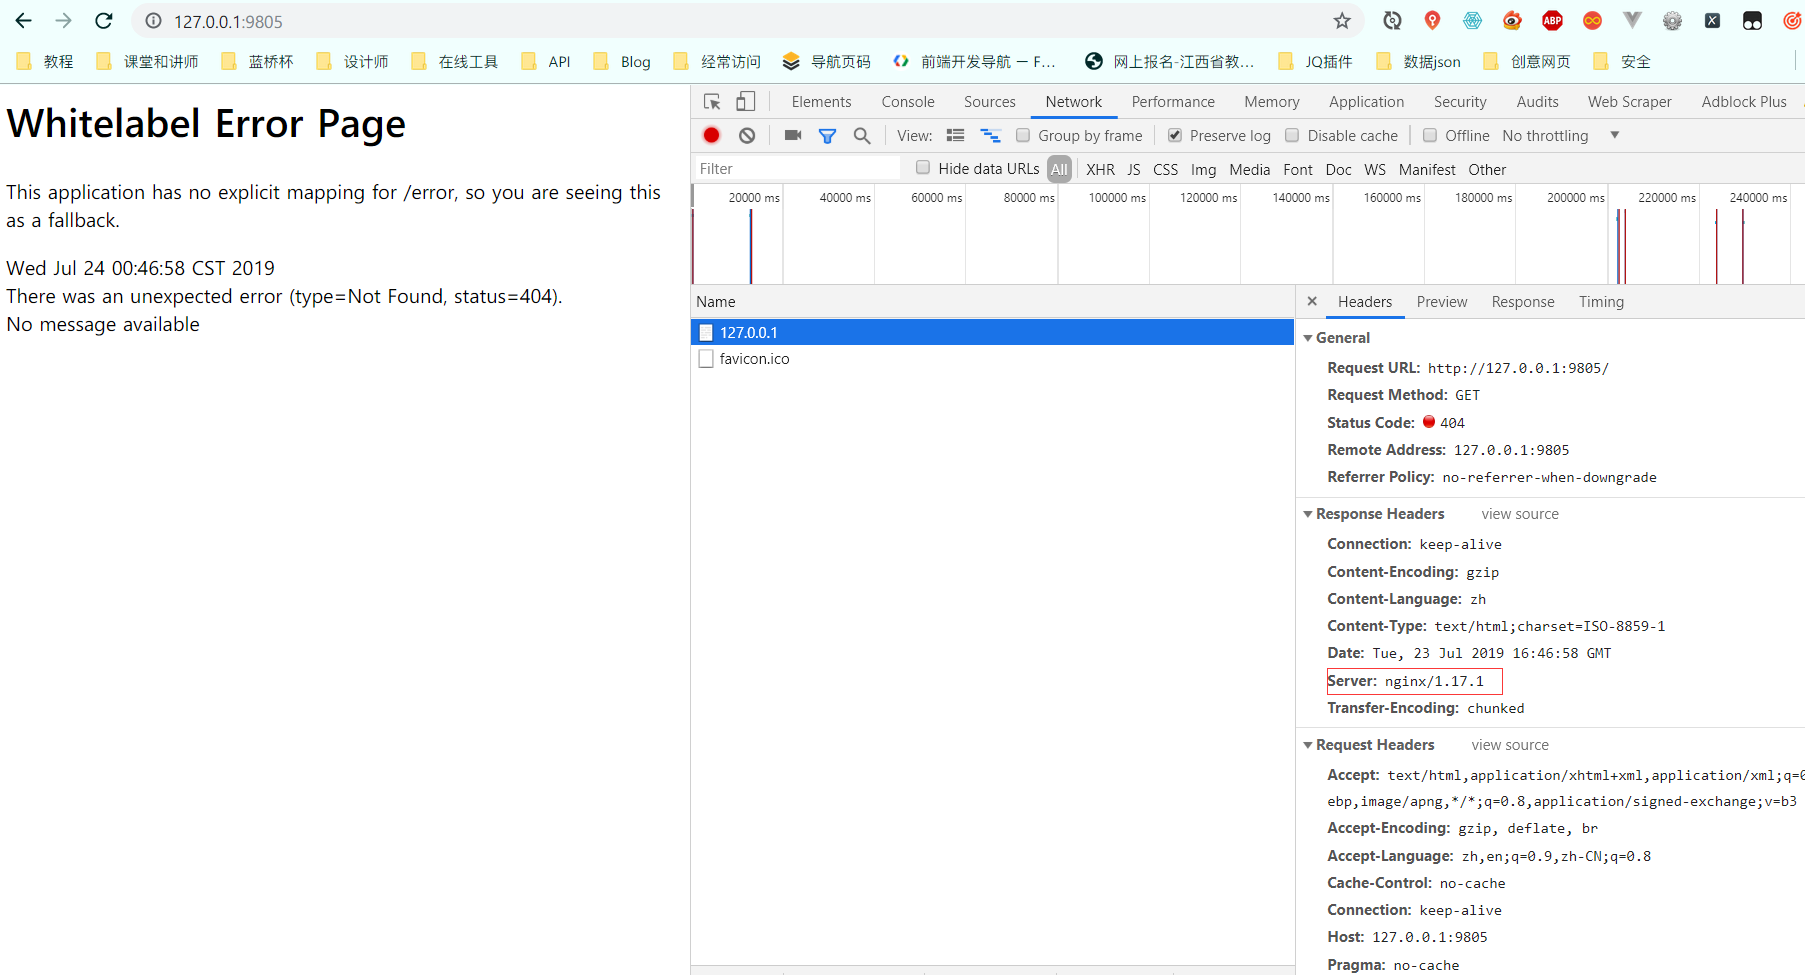 127.0.0.1:9805
ABP
教程 课堂和讲师 蓝桥杯 设计师 在线工具 API Blog 经常访问 导航页码 前端开发导航 — F... 网上报名-江西省教... JQ插件 数据json 创意网页 安全
Whitelabel Error Page
This application has no explicit mapping for /error, so you are seeing this
as a fallback.
Wed Jul 24 00:46:58 CST 2019
There was an unexpected error (type=Not Found, status=404).
No message available
Elements Console Sources Network Performance Memory Application Security Audits Web Scraper Adblock Plus
View: Group by frame Preserve log Disable cache Offline No throttling
Filter Hide data URLs All XHR JS CSS Img Media Font Doc WS Manifest Other
20000 ms 40000 ms 60000 ms 80000 ms 100000 ms 120000 ms 140000 ms 160000 ms 180000 ms 200000 ms 220000 ms 240000 ms
Name
127.0.0.1
favicon.ico
Headers Preview Response Timing
General
Request URL: http://127.0.0.1:9805/
Request Method: GET
Status Code: 404
Remote Address: 127.0.0.1:9805
Referrer Policy: no-referrer-when-downgrade
Response Headers view source
Connection: keep-alive
Content-Encoding: gzip
Content-Language: zh
Content-Type: text/html;charset=ISO-8859-1
Date: Tue, 23 Jul 2019 16:46:58 GMT
Server: nginx/1.17.1
Transfer-Encoding: chunked
Request Headers view source
Accept: text/html,application/xhtml+xml,application/xml;q=0
ebp,image/apng,*/*;q=0.8,application/signed-exchange;v=b3
Accept-Encoding: gzip, deflate, br
Accept-Language: zh,en;q=0.9,zh-CN;q=0.8
Cache-Control: no-cache
Connection: keep-alive
Host: 127.0.0.1:9805
Pragma: no-cache